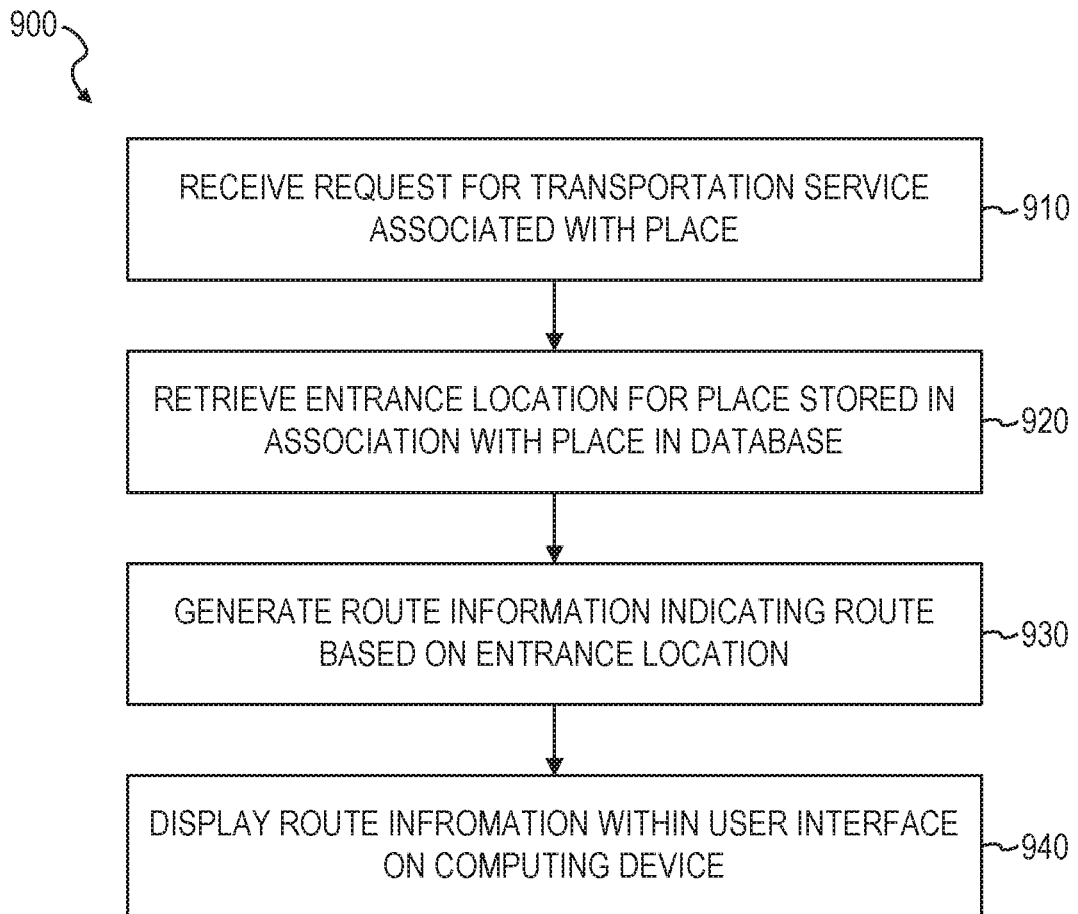 900
RECEIVE REQUEST FOR TRANSPORTATION SERVICE
ASSOCIATED WITH PLACE
910
RETRIEVE ENTRANCE LOCATION FOR PLACE STORED IN
ASSOCIATION WITH PLACE IN DATABASE
920
GENERATE ROUTE INFORMATION INDICATING ROUTE
BASED ON ENTRANCE LOCATION
930
DISPLAY ROUTE INFROMATION WITHIN USER INTERFACE
ON COMPUTING DEVICE
940